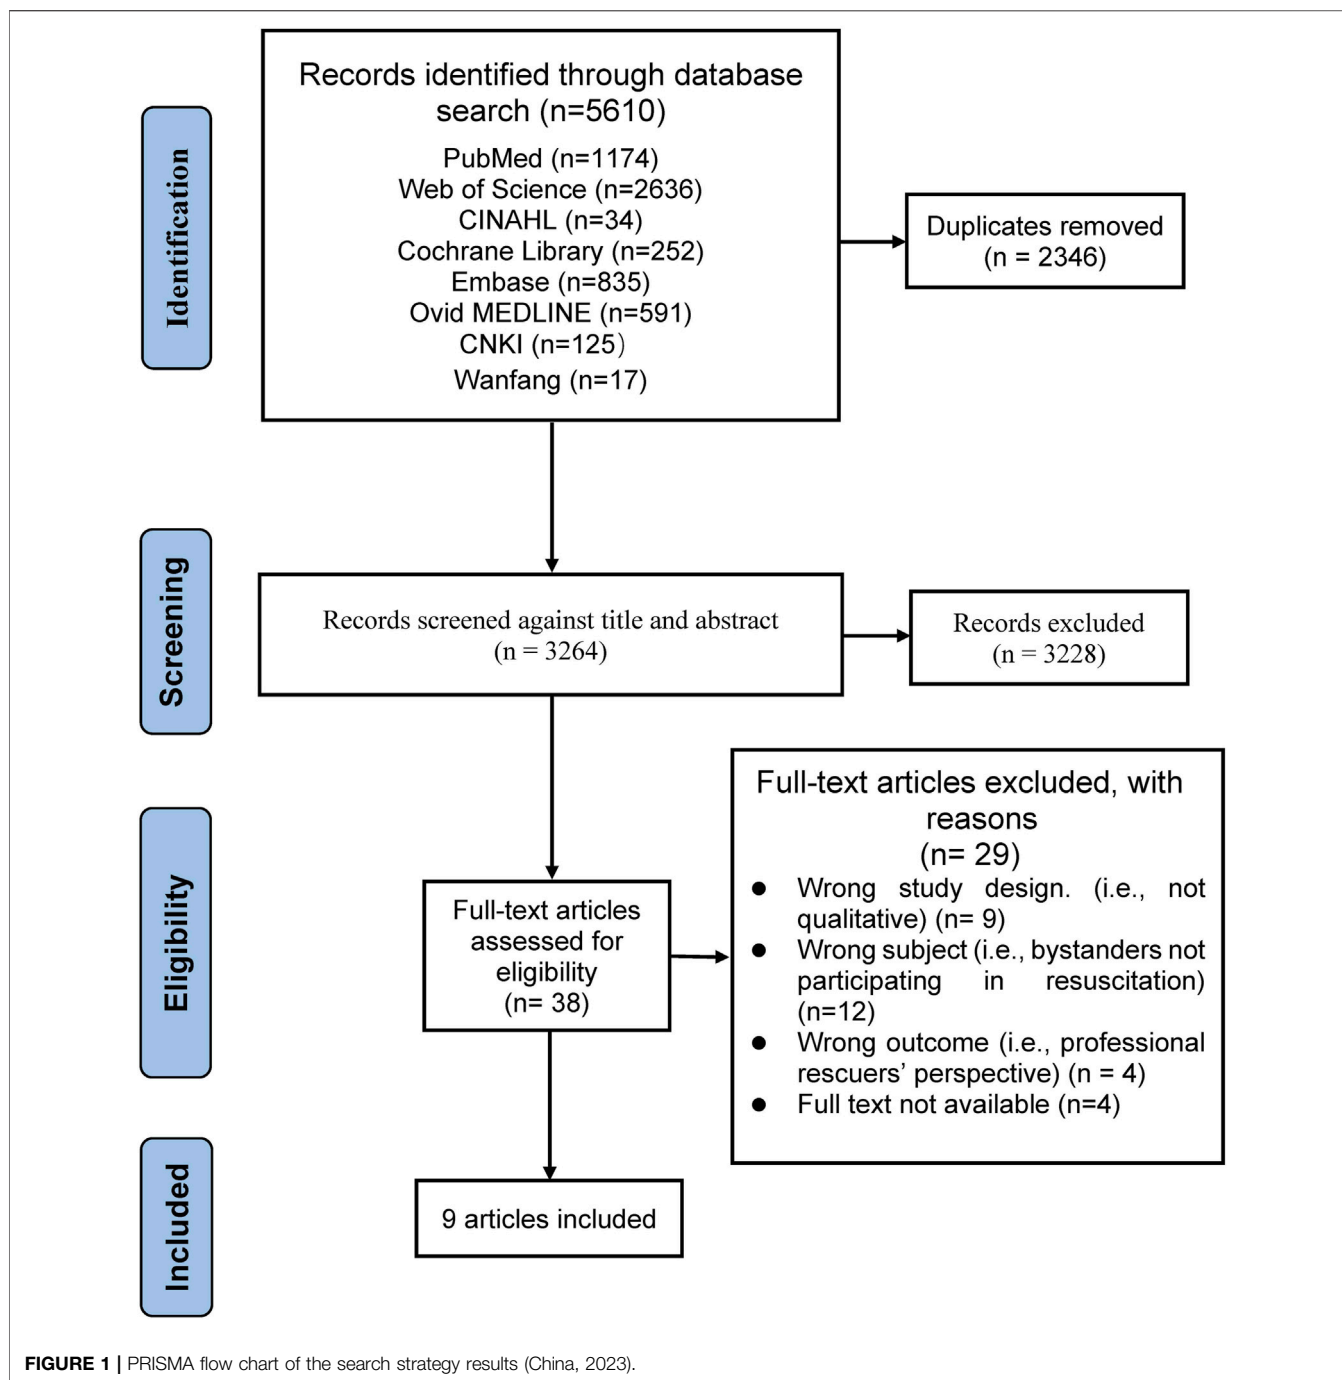 Identification
Records identified through database
search (n=5610)
PubMed (n=1174)
Web of Science (n=2636)
CINAHL (n=34)
Cochrane Library (n=252)
Embase (n=835)
Ovid MEDLINE (n=591)
CNKI (n=125）
Wanfang (n=17)
Duplicates removed
(n = 2346)
Screening
Records screened against title and abstract
(n = 3264)
Records excluded
(n = 3228)
Eligibility
Full-text articles
assessed for
eligibility
(n= 38)
Full-text articles excluded, with
reasons
(n= 29)
● Wrong study design. (i.e., not
qualitative) (n= 9)
● Wrong subject (i.e., bystanders not
participating in resuscitation)
(n=12)
● Wrong outcome (i.e., professional
rescuers’ perspective) (n = 4)
● Full text not available (n=4)
Included
9 articles included
FIGURE 1 | PRISMA flow chart of the search strategy results (China, 2023).